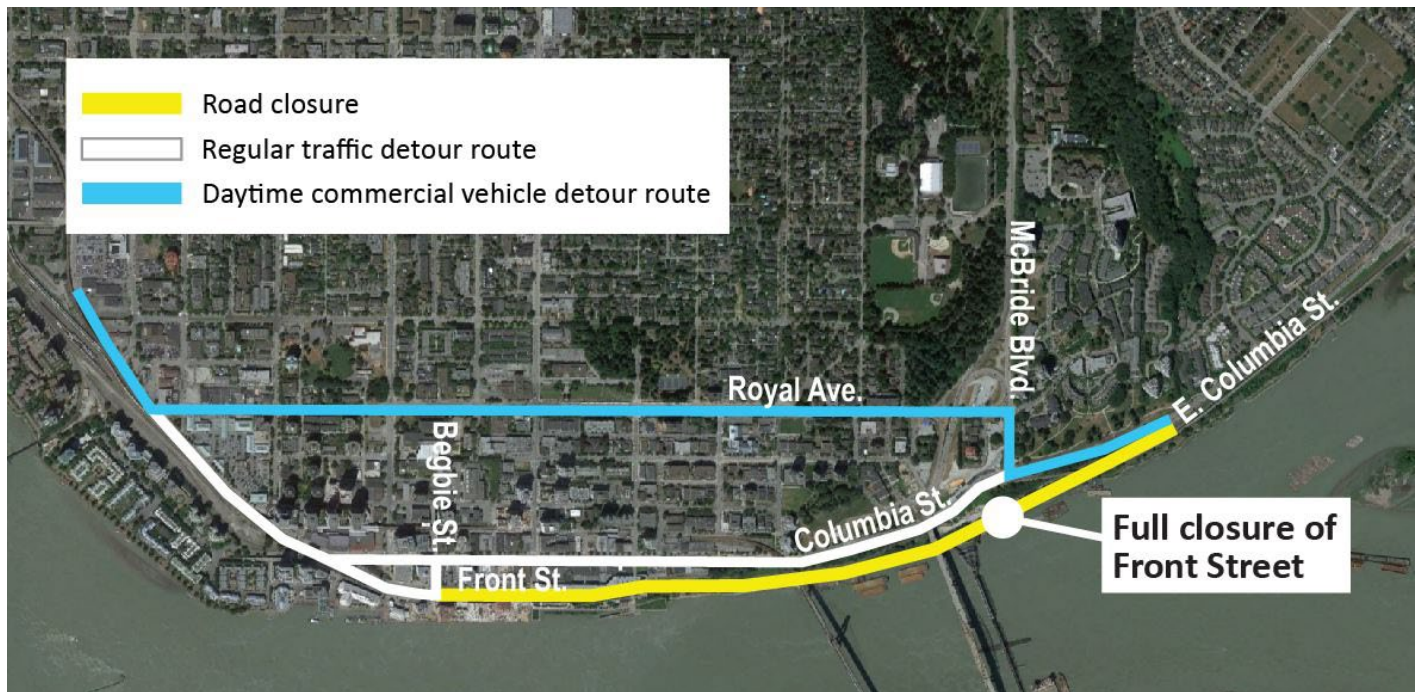 Road closure
Regular traffic detour route
Daytime commercial vehicle detour route
McBride Blvd.
E. Columbia St.
Royal Ave.
Begbie St.
Columbia St.
Front St.
Full closure of
Front Street